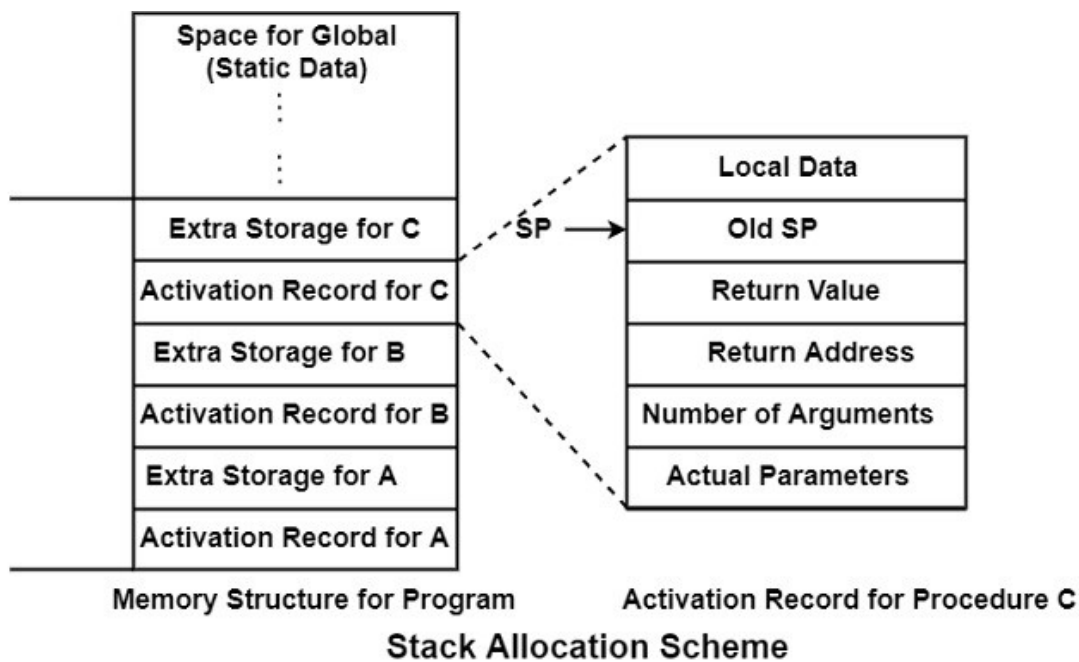 Space for Global
(Static Data)
Extra Storage for C
Activation Record for C
Extra Storage for B
Activation Record for B
Extra Storage for A
Activation Record for A
Memory Structure for Program
Local Data
SP
Old SP
Return Value
Return Address
Number of Arguments
Actual Parameters
Activation Record for Procedure C
Stack Allocation Scheme